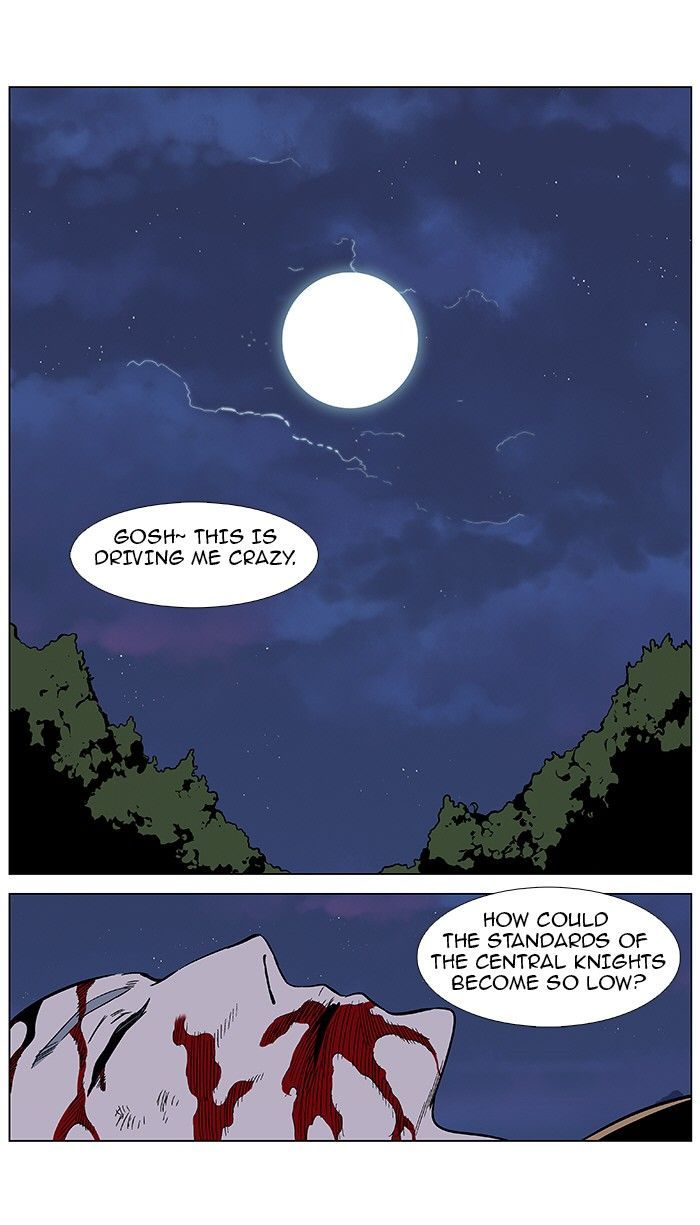 GOSH~ THIS IS
DRIVING ME CRAZY.
HOW COULD
THE STANDARDS OF
THE CENTRAL KNIGHTS
BECOME SO LOW?